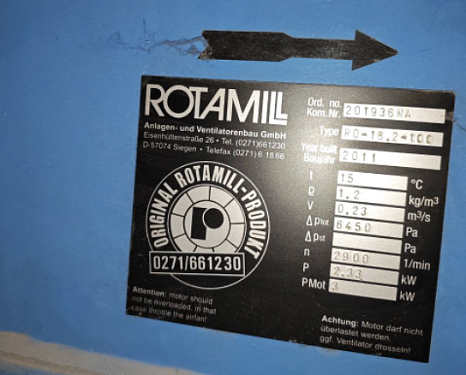 ROTAMILL
Anlagen- und Ventilatorenbau GmbH
Eisenhüttenstraße 26 • Tel. (0271)661230
D-57074 Siegen • Telefax (0271) 6 18 66
ORIGINAL ROTAMILL-PRODUKT
0271/661230
Attention: motor should
not be overloaded, in that
case throttle the airfan!
Ord. no.
Kom.Nr. 201936NA
Type RD-18.2-100
Year built
Baujahr 2011
t 15 °C
ϱ 1.2 kg/m³
V 0.23 m³/s
Δptot 6450 Pa
Δpst Pa
n 2900 1/min
P 2.33 kW
PMot 3 kW
Achtung: Motor darf nicht
überlastet werden,
ggf. Ventilator drosseln!